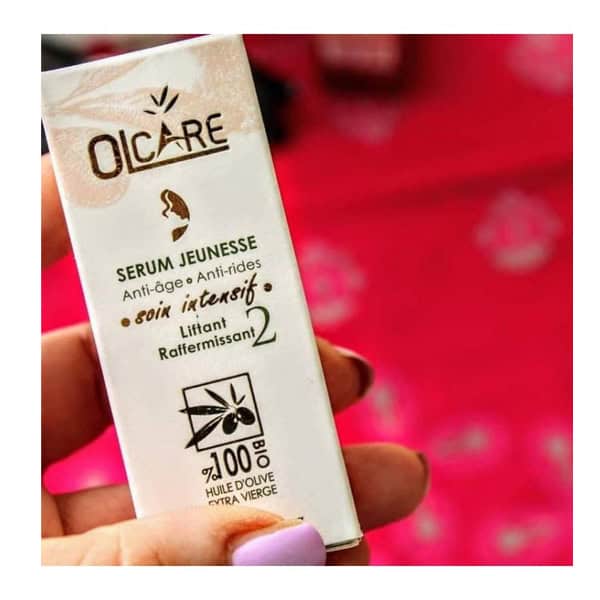 OLCARE
SERUM JEUNESSE
Anti-âge • Anti-rides
• soin intensif •
Liftant
Raffermissant 2
%100 BIO
HUILE D'OLIVE
EXTRA VIERGE